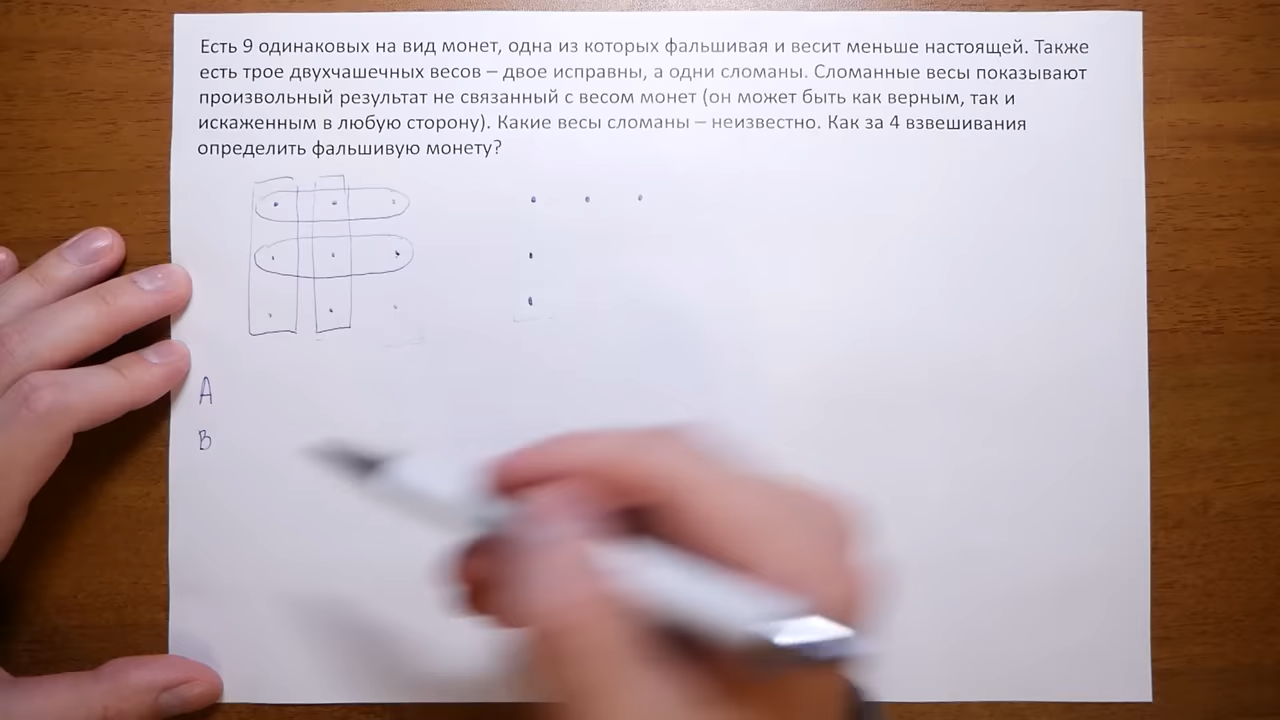 Есть 9 одинаковых на вид монет, одна из которых фальшивая и весит меньше настоящей. Также
есть трое двухчашечных весов – двое исправны, а одни сломаны. Сломанные весы показывают
произвольный результат не связанный с весом монет (он может быть как верным, так и
искаженным в любую сторону). Какие весы сломаны – неизвестно. Как за 4 взвешивания
определить фальшивую монету?
A
B